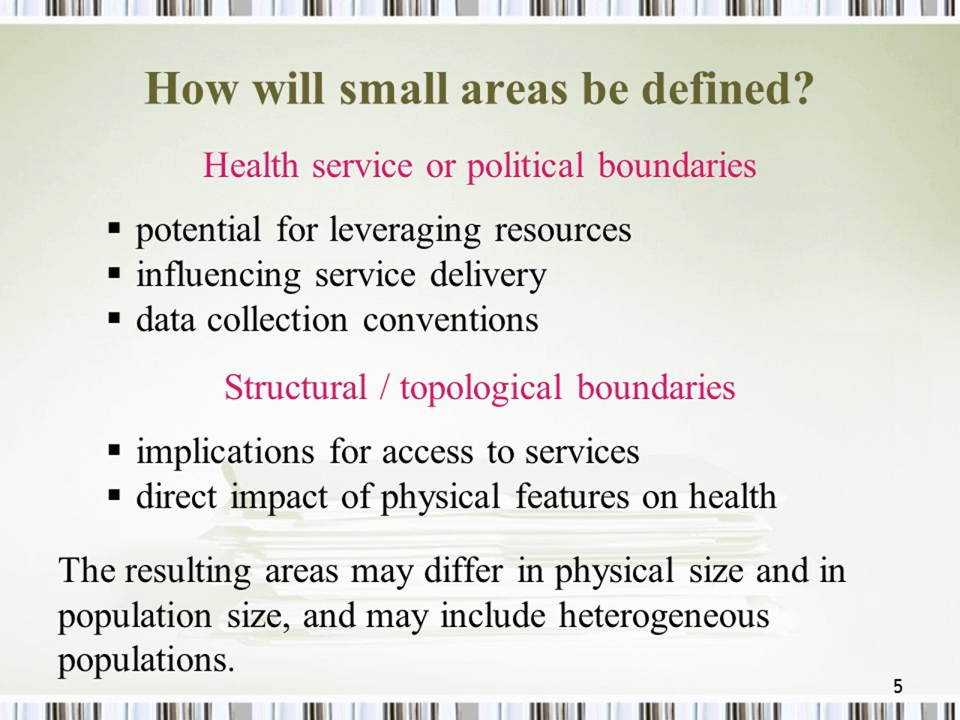 How will small areas be defined?
Health service or political boundaries
▪ potential for leveraging resources
▪ influencing service delivery
▪ data collection conventions
Structural / topological boundaries
▪ implications for access to services
▪ direct impact of physical features on health
The resulting areas may differ in physical size and in
population size, and may include heterogeneous
populations.
5